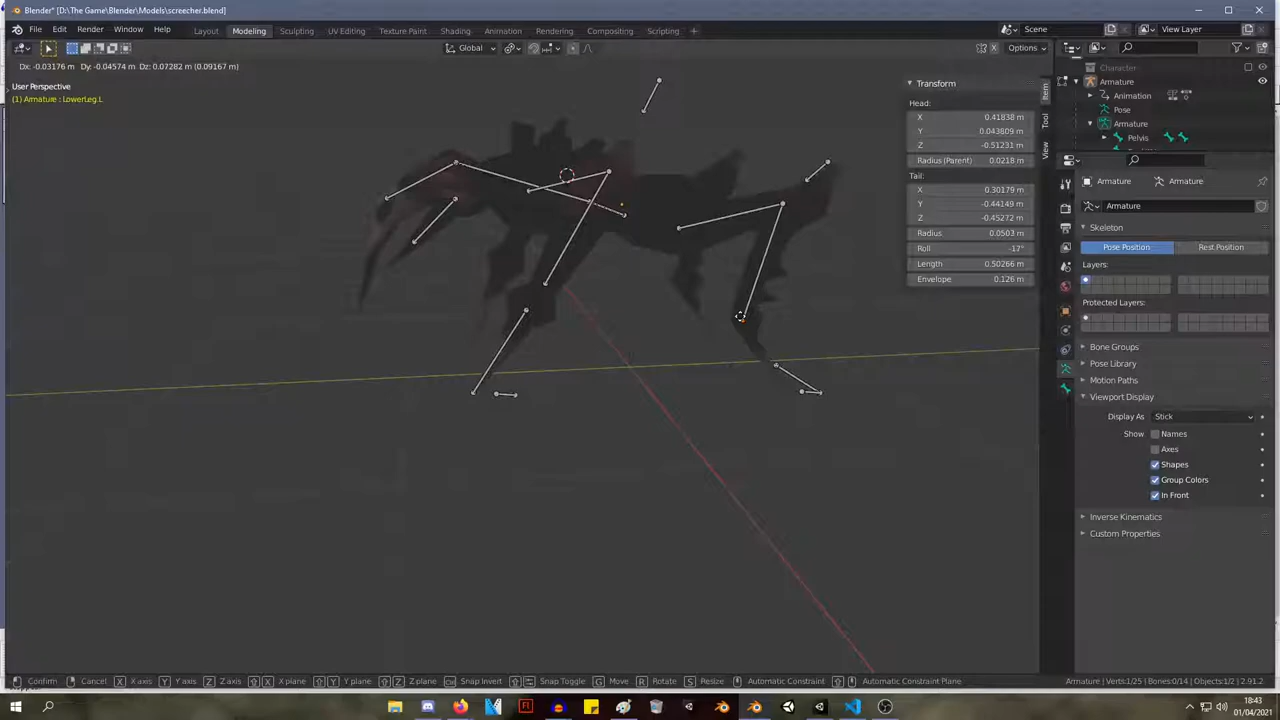 Blender* [D:\The Game\Blender\Models\screecher.blend]
File Edit Render Window Help Layout Modeling Sculpting UV Editing Texture Paint Shading Animation Rendering Compositing Scripting + Scene View Layer
Global Options
Dx: -0.03176 m Dy: -0.04574 m Dz: 0.07282 m (0.09167 m)
User Perspective
(1) Armature : LowerLeg.L
Transform
Head:
X 0.41838 m
Y 0.043809 m
Z -0.51231 m
Radius (Parent) 0.0218 m
Tail:
X 0.30179 m
Y -0.44149 m
Z -0.45272 m
Radius 0.0503 m
Roll -17°
Length 0.50266 m
Envelope 0.126 m
Item
Tool
View
Character
Armature
Animation
Pose
Armature
Pelvis
Armature Armature
Armature
Skeleton
Pose Position Rest Position
Layers:
Protected Layers:
Bone Groups
Pose Library
Motion Paths
Viewport Display
Display As Stick
Show Names
Axes
Shapes
Group Colors
In Front
Inverse Kinematics
Custom Properties
Confirm Cancel X X axis Y Y axis Z Z axis X X plane Y Y plane Z Z plane Snap Invert Snap Toggle G Move R Rotate S Resize Automatic Constraint Automatic Constraint Plane Armature : LowerLeg.L | Verts:1/25 | Bones:0/14 | Objects:1/2 | 2.91.2
18:43
01/04/2021